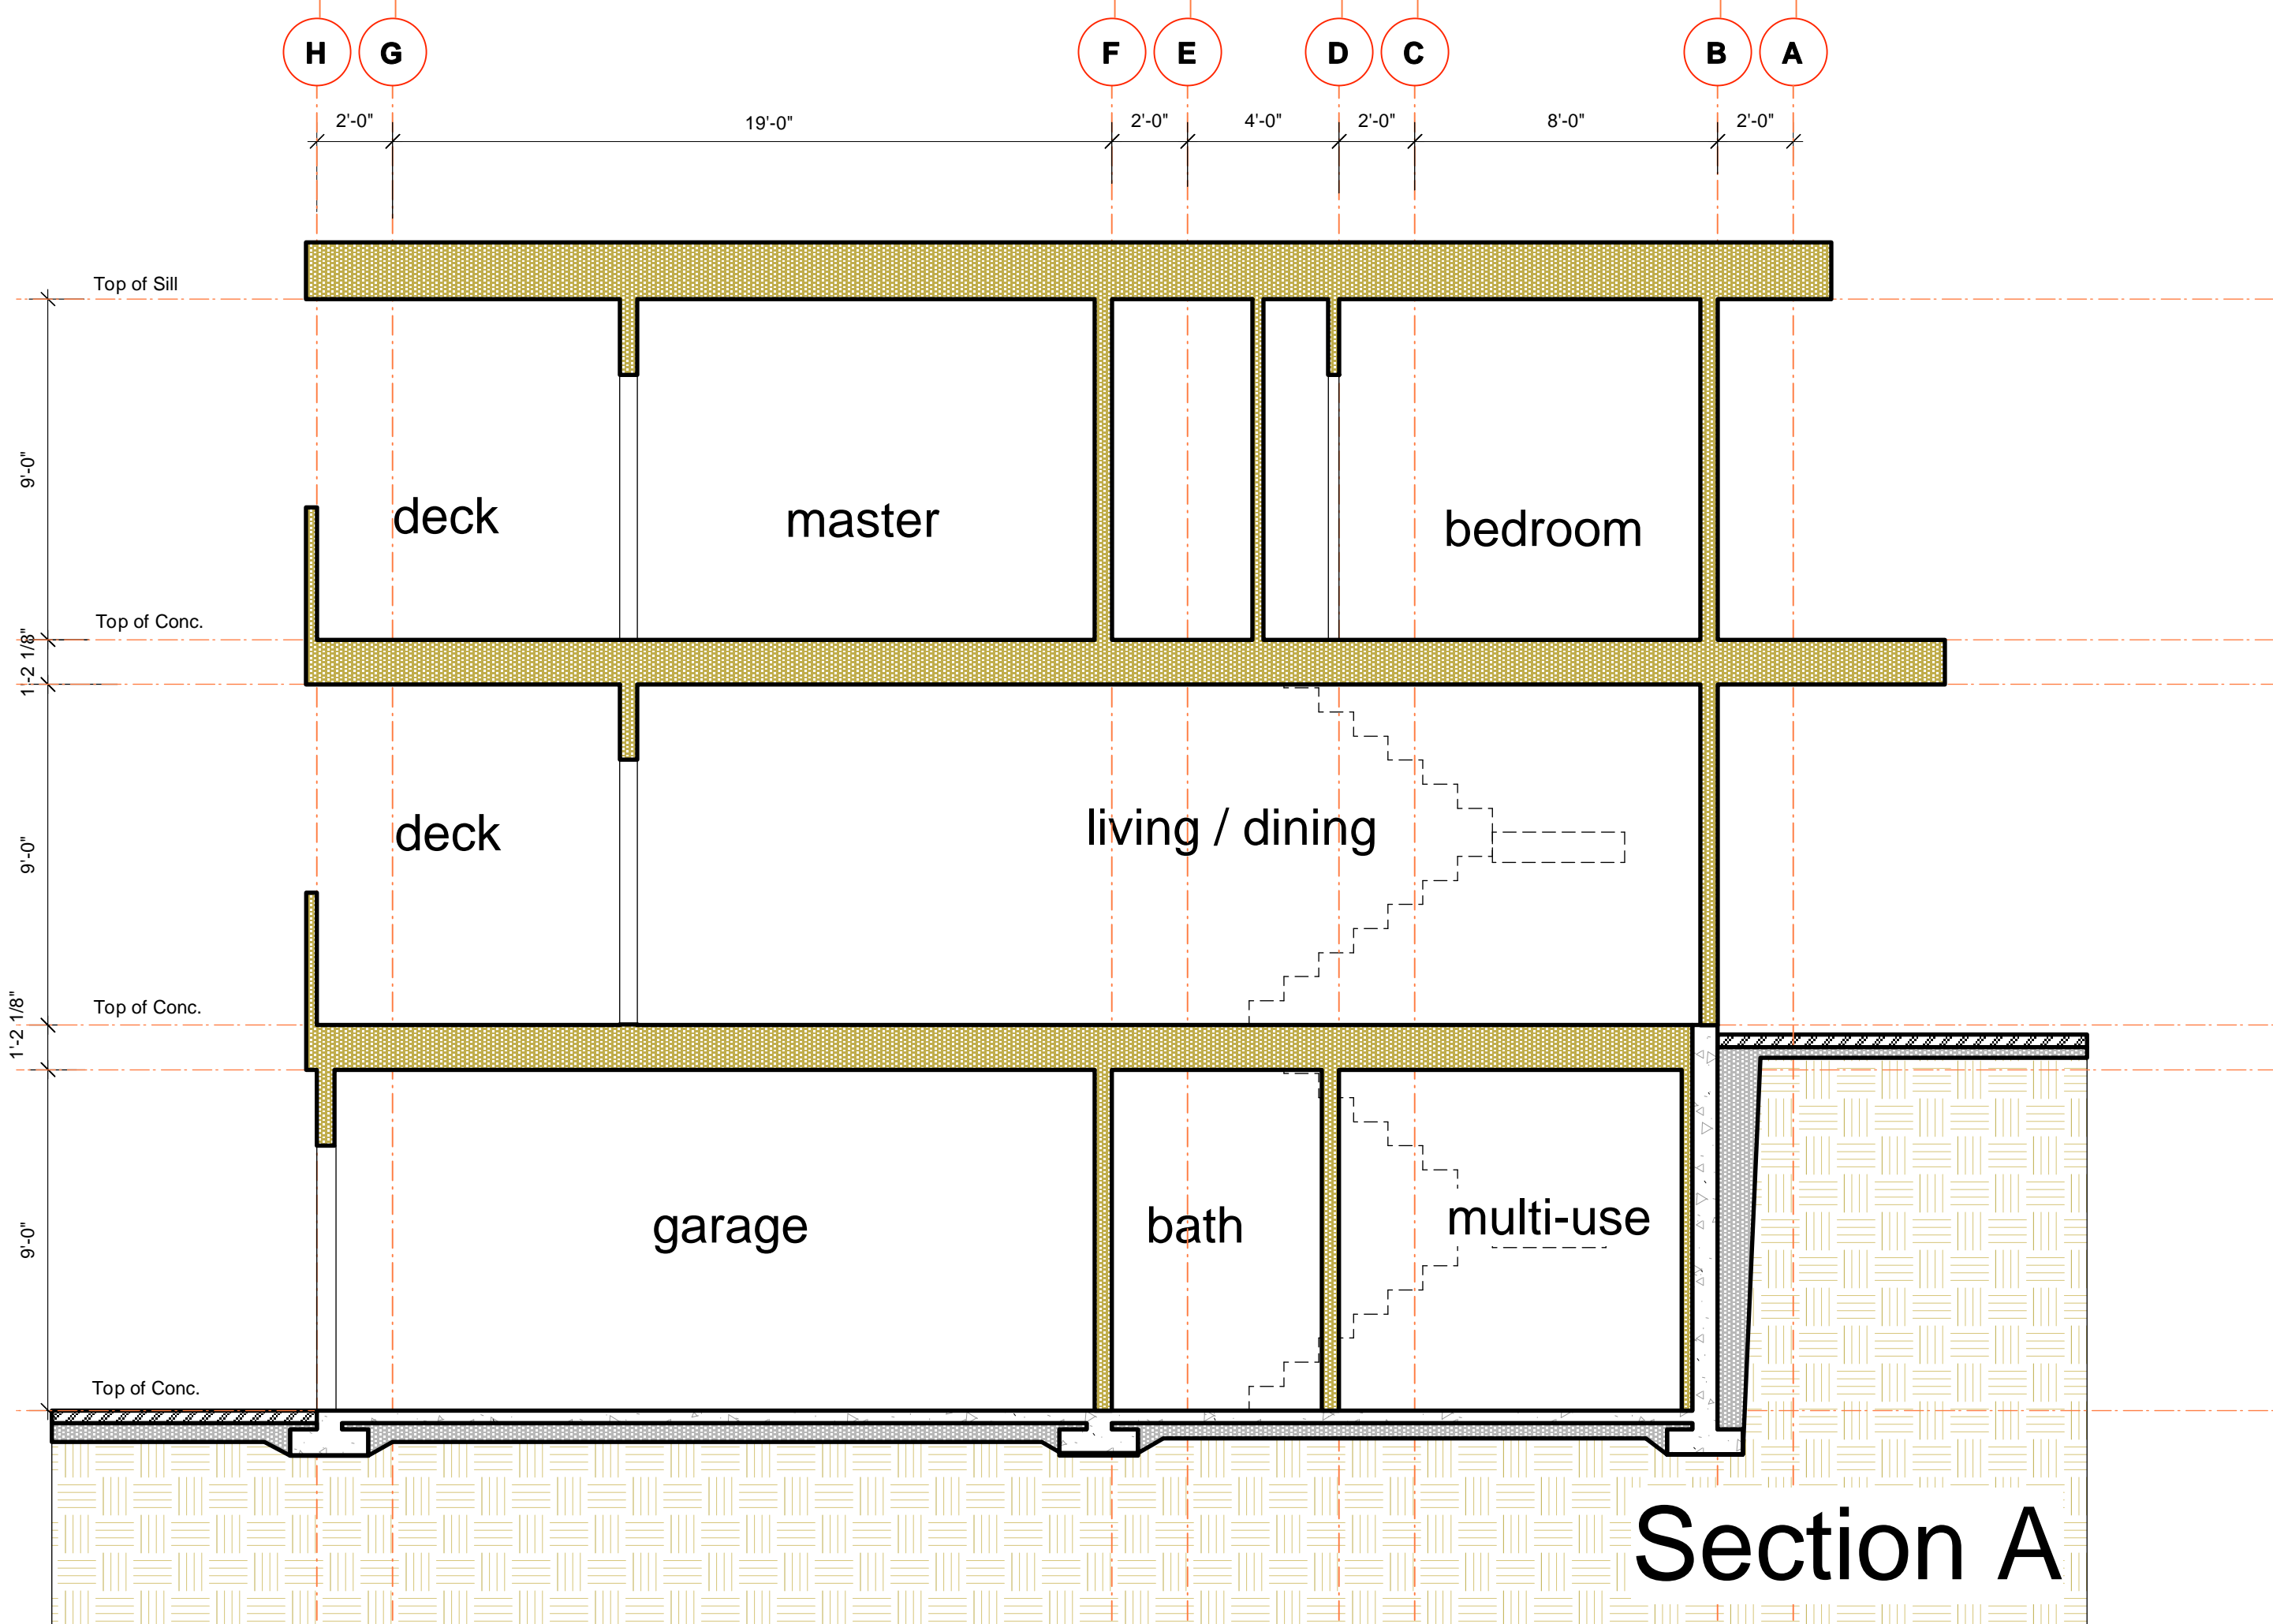 H G F E D C B A
2'-0" 19'-0" 2'-0" 4'-0" 2'-0" 8'-0" 2'-0"
Top of Sill
9'-0"
deck master bedroom
Top of Conc.
1'-2 1/8"
deck living / dining
9'-0"
Top of Conc.
1'-2 1/8"
garage bath multi-use
9'-0"
Top of Conc.
Section A